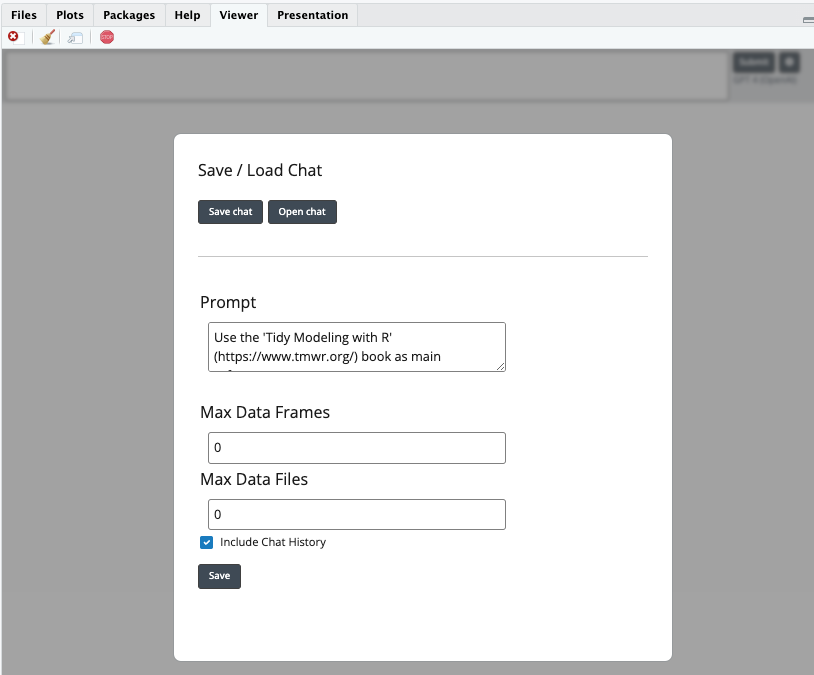 Files Plots Packages Help Viewer Presentation
STOP
Submit
Save / Load Chat
Save chat Open chat
Prompt
Use the 'Tidy Modeling with R'
(https://www.tmwr.org/) book as main
Max Data Frames
0
Max Data Files
0
Include Chat History
Save